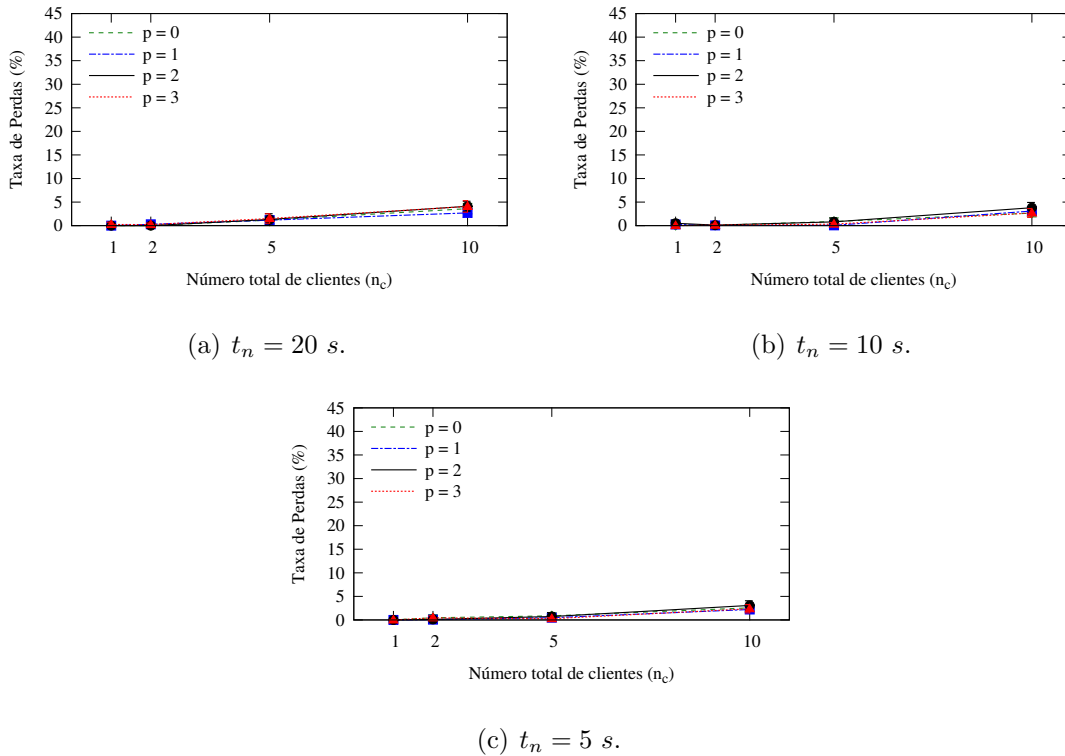 Taxa de Perdas (%)
45
40
35
30
25
20
15
10
5
0
p = 0
p = 1
p = 2
p = 3
1 2 5 10
Número total de clientes (n_c)
(a) t_n = 20 s.
Taxa de Perdas (%)
45
40
35
30
25
20
15
10
5
0
p = 0
p = 1
p = 2
p = 3
1 2 5 10
Número total de clientes (n_c)
(b) t_n = 10 s.
Taxa de Perdas (%)
45
40
35
30
25
20
15
10
5
0
p = 0
p = 1
p = 2
p = 3
1 2 5 10
Número total de clientes (n_c)
(c) t_n = 5 s.